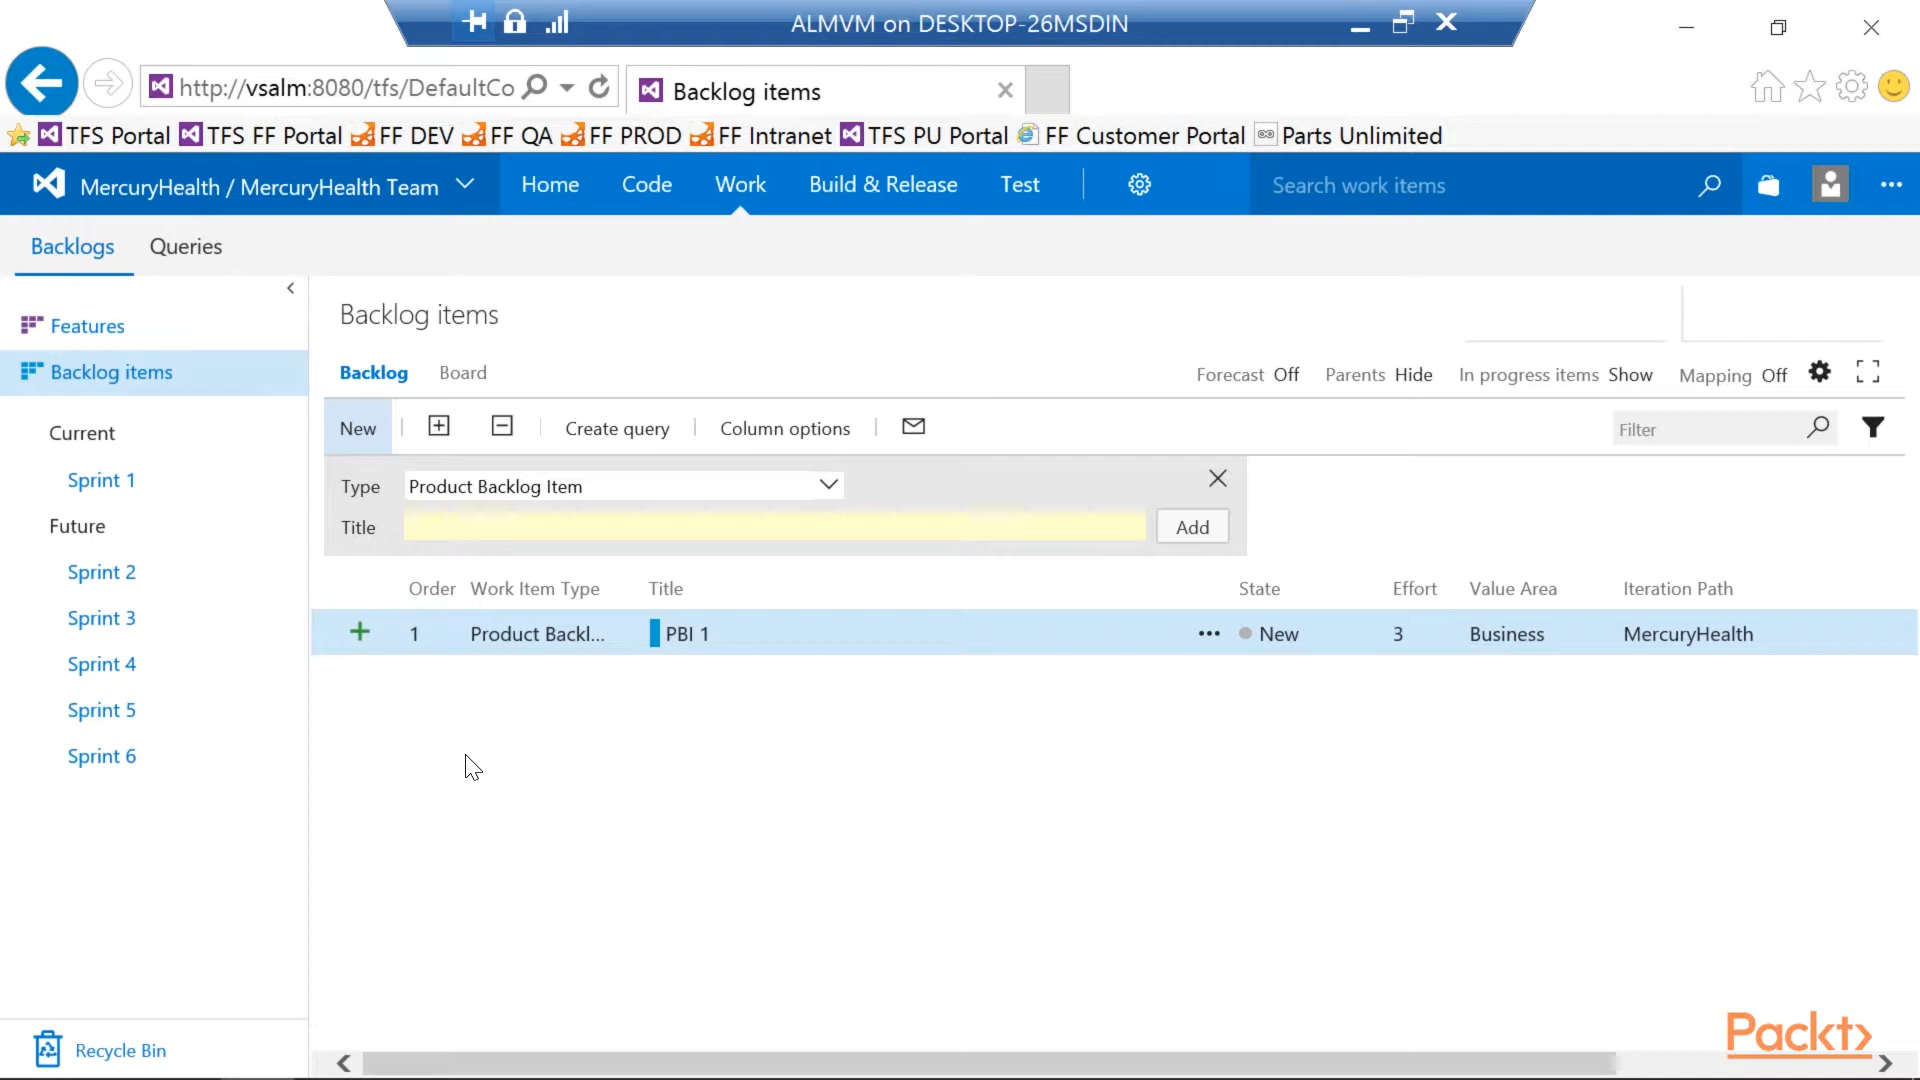 ALMVM on DESKTOP-26MSDIN
http://vsalm:8080/tfs/DefaultCo
Backlog items
TFS Portal TFS FF Portal FF DEV FF QA FF PROD FF Intranet TFS PU Portal FF Customer Portal Parts Unlimited
MercuryHealth / MercuryHealth Team Home Code Work Build & Release Test Search work items
Backlogs Queries
Features
Backlog items
Current
Sprint 1
Future
Sprint 2
Sprint 3
Sprint 4
Sprint 5
Sprint 6
Recycle Bin
Backlog items
Backlog Board Forecast Off Parents Hide In progress items Show Mapping Off
New Create query Column options Filter
Type Product Backlog Item
Title Add
Order Work Item Type Title State Effort Value Area Iteration Path
1 Product Backl... PBI 1 New 3 Business MercuryHealth
Packt>